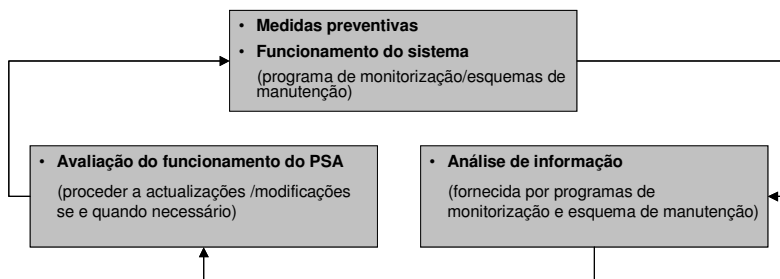 • Medidas preventivas
• Funcionamento do sistema
(programa de monitorização/esquemas de
manutenção)
• Avaliação do funcionamento do PSA
(proceder a actualizações /modificações
se e quando necessário)
• Análise de informação
(fornecida por programas de
monitorização e esquema de manutenção)